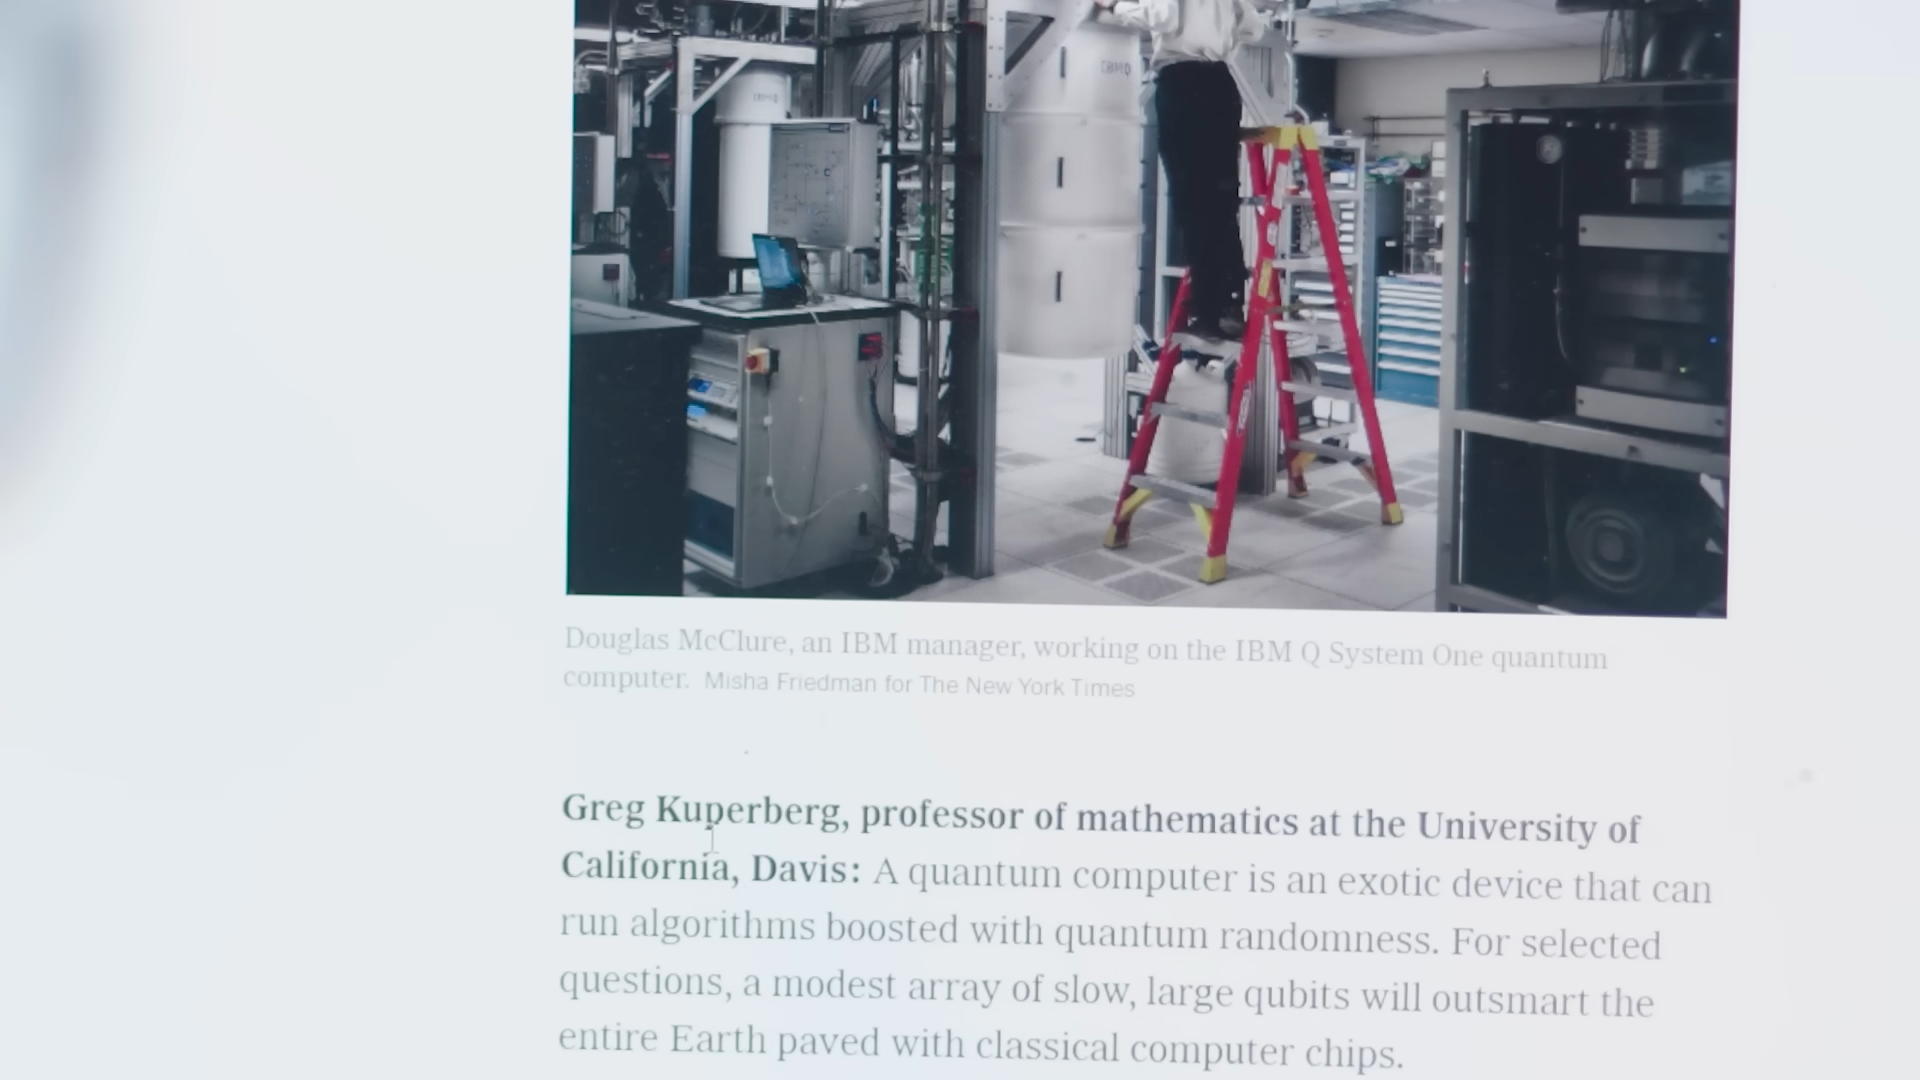 IBM Q
IBM Q
Douglas McClure, an IBM manager, working on the IBM Q System One quantum
computer. Misha Friedman for The New York Times
Greg Kuperberg, professor of mathematics at the University of
California, Davis: A quantum computer is an exotic device that can
run algorithms boosted with quantum randomness. For selected
questions, a modest array of slow, large qubits will outsmart the
entire Earth paved with classical computer chips.